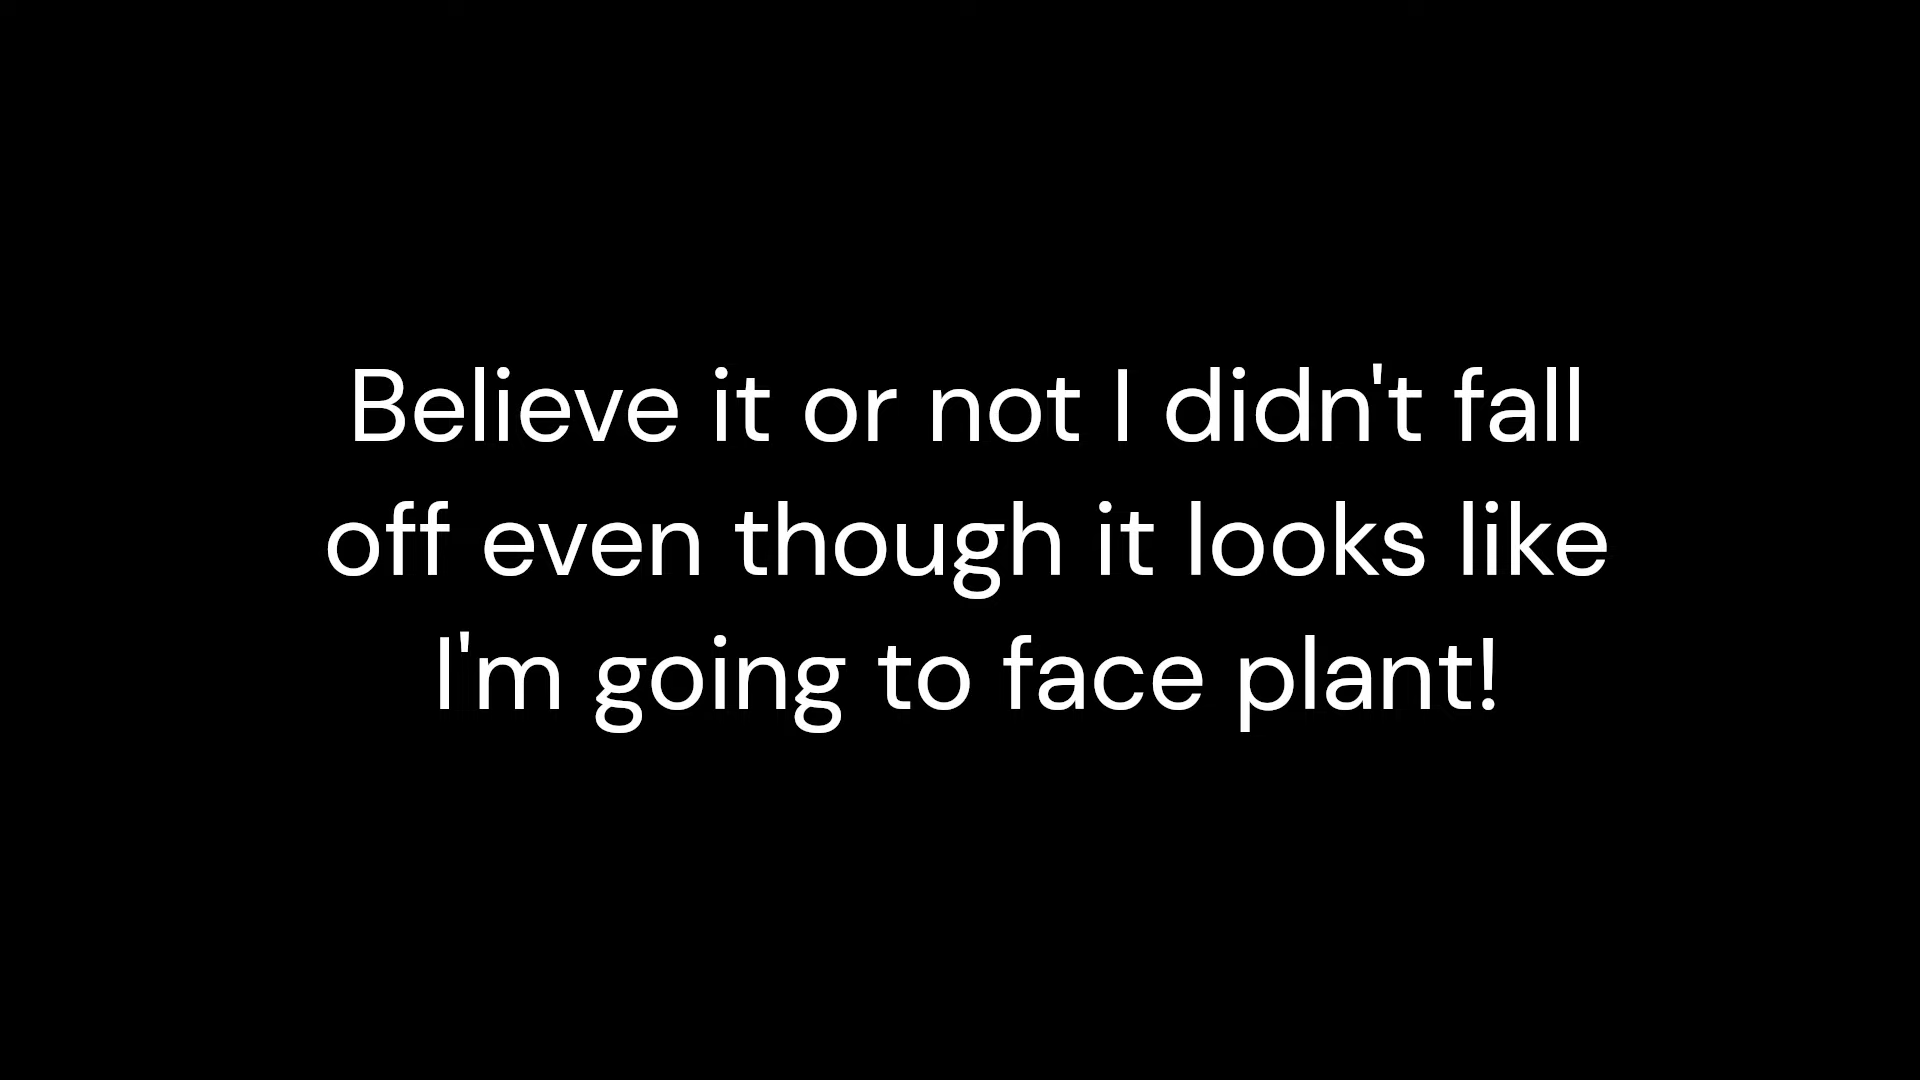 Believe it or not I didn't fall
off even though it looks like
I'm going to face plant!